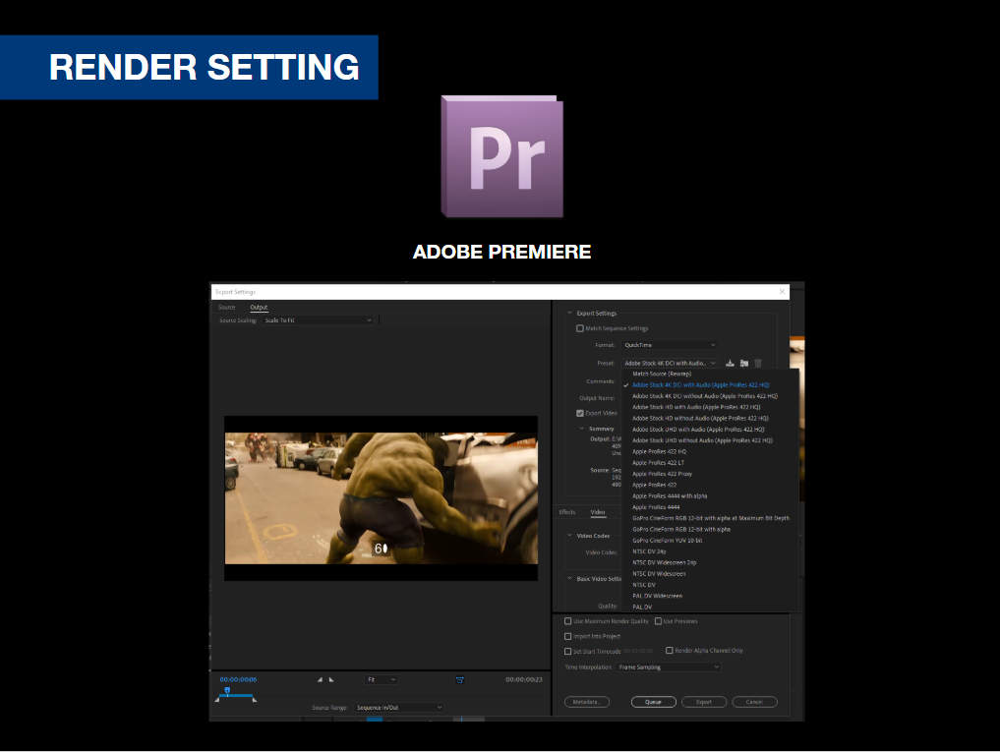 RENDER SETTING
Pr
ADOBE PREMIERE
Export Settings
Source Output
Source Scaling: Scale To Fit
Export Settings
Match Sequence Settings
Format: QuickTime
Preset: Adobe Stock 4K DCI with Audio...
Comments:
Output Name:
Export Video
Summary
Output: E:\
409
Unc
Source: Seq
192
480
Match Source (Rewrap)
Adobe Stock 4K DCI with Audio (Apple ProRes 422 HQ)
Adobe Stock 4K DCI without Audio (Apple ProRes 422 HQ)
Adobe Stock HD with Audio (Apple ProRes 422 HQ)
Adobe Stock HD without Audio (Apple ProRes 422 HQ)
Adobe Stock UHD with Audio (Apple ProRes 422 HQ)
Adobe Stock UHD without Audio (Apple ProRes 422 HQ)
Apple ProRes 422 HQ
Apple ProRes 422 LT
Apple ProRes 422 Proxy
Apple ProRes 422
Apple ProRes 4444 with alpha
Apple ProRes 4444
GoPro CineForm RGB 12-bit with alpha at Maximum Bit Depth
GoPro CineForm RGB 12-bit with alpha
GoPro CineForm YUV 10-bit
NTSC DV 24p
NTSC DV Widescreen 24p
NTSC DV Widescreen
NTSC DV
PAL DV Widescreen
PAL DV
Effects Video
Video Codec
Video Codec:
Basic Video Settin
Quality:
Use Maximum Render Quality Use Previews
Import Into Project
Set Start Timecode 00:00:00:00 Render Alpha Channel Only
Time Interpolation: Frame Sampling
00:00:00:06 Fit 00:00:00:23
Source Range: Sequence In/Out
Metadata... Queue Export Cancel